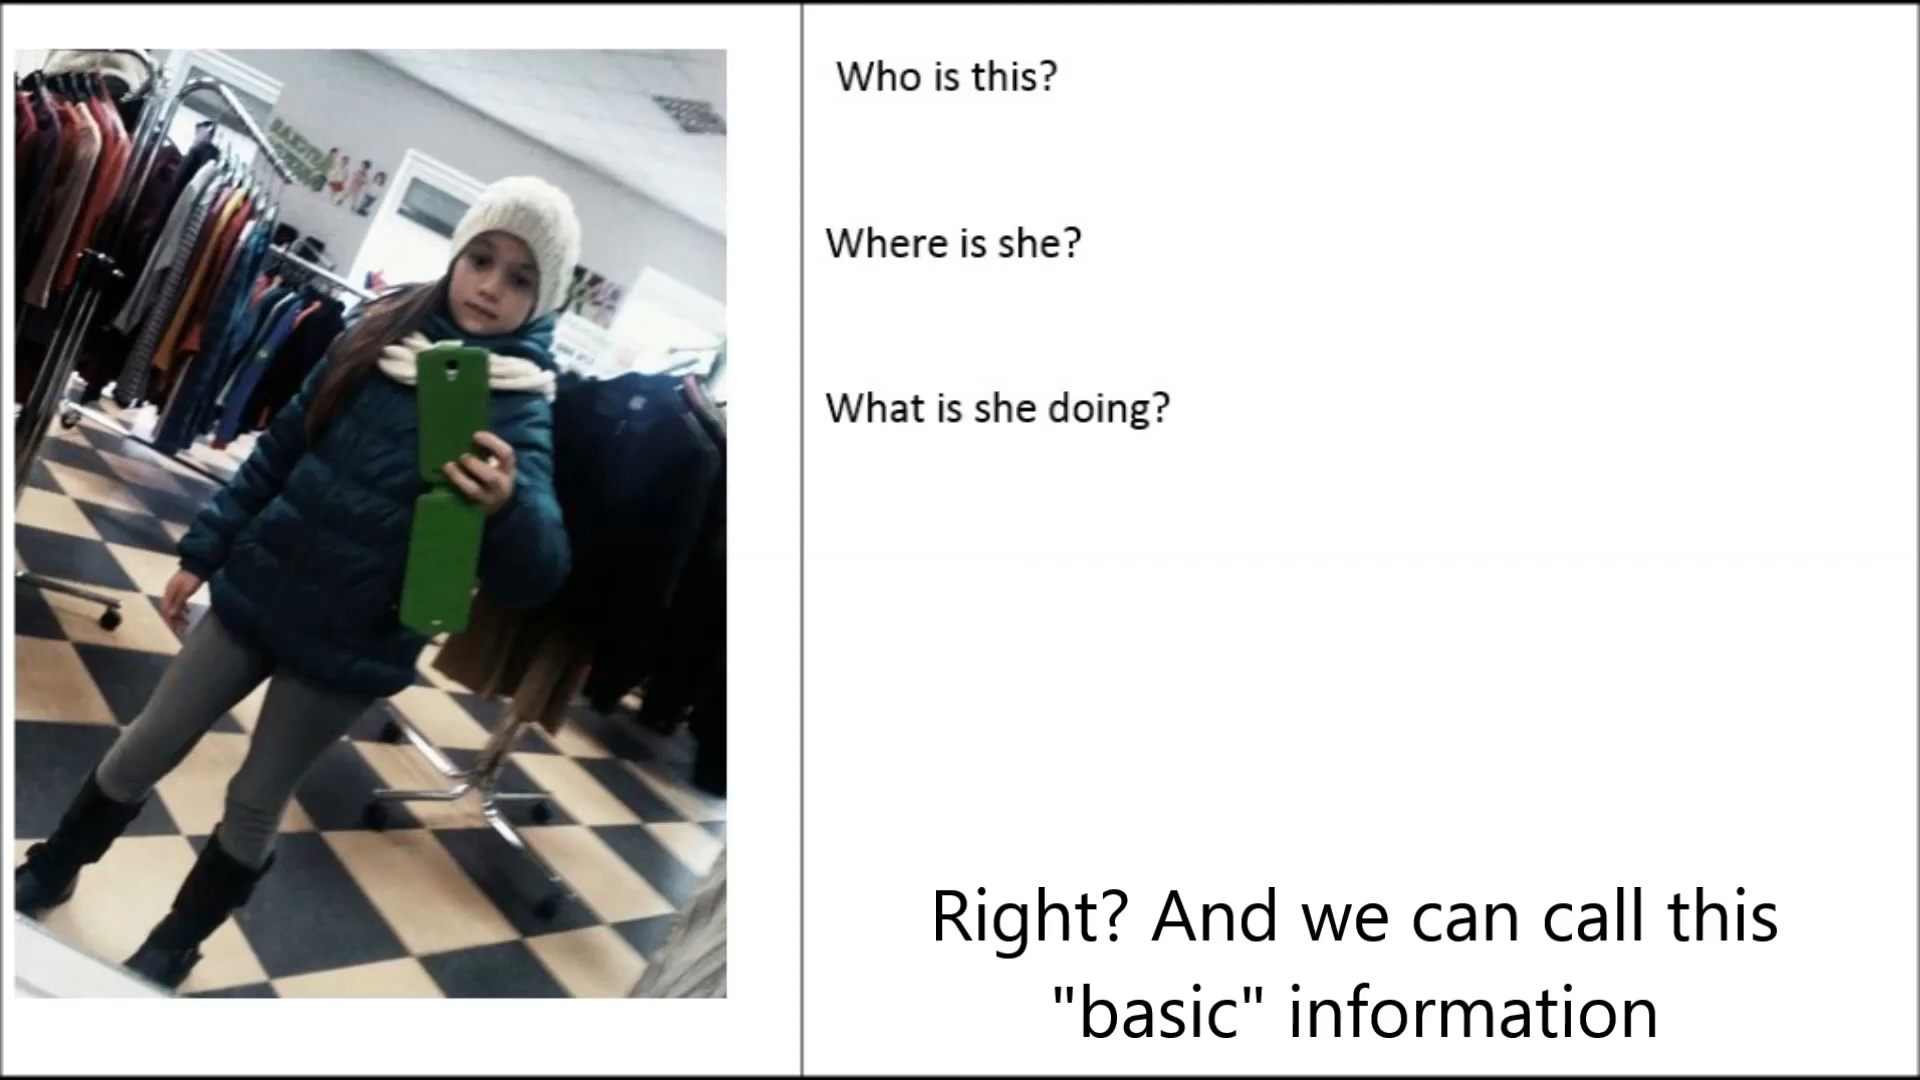 Who is this?
Where is she?
What is she doing?
Right? And we can call this
"basic" information